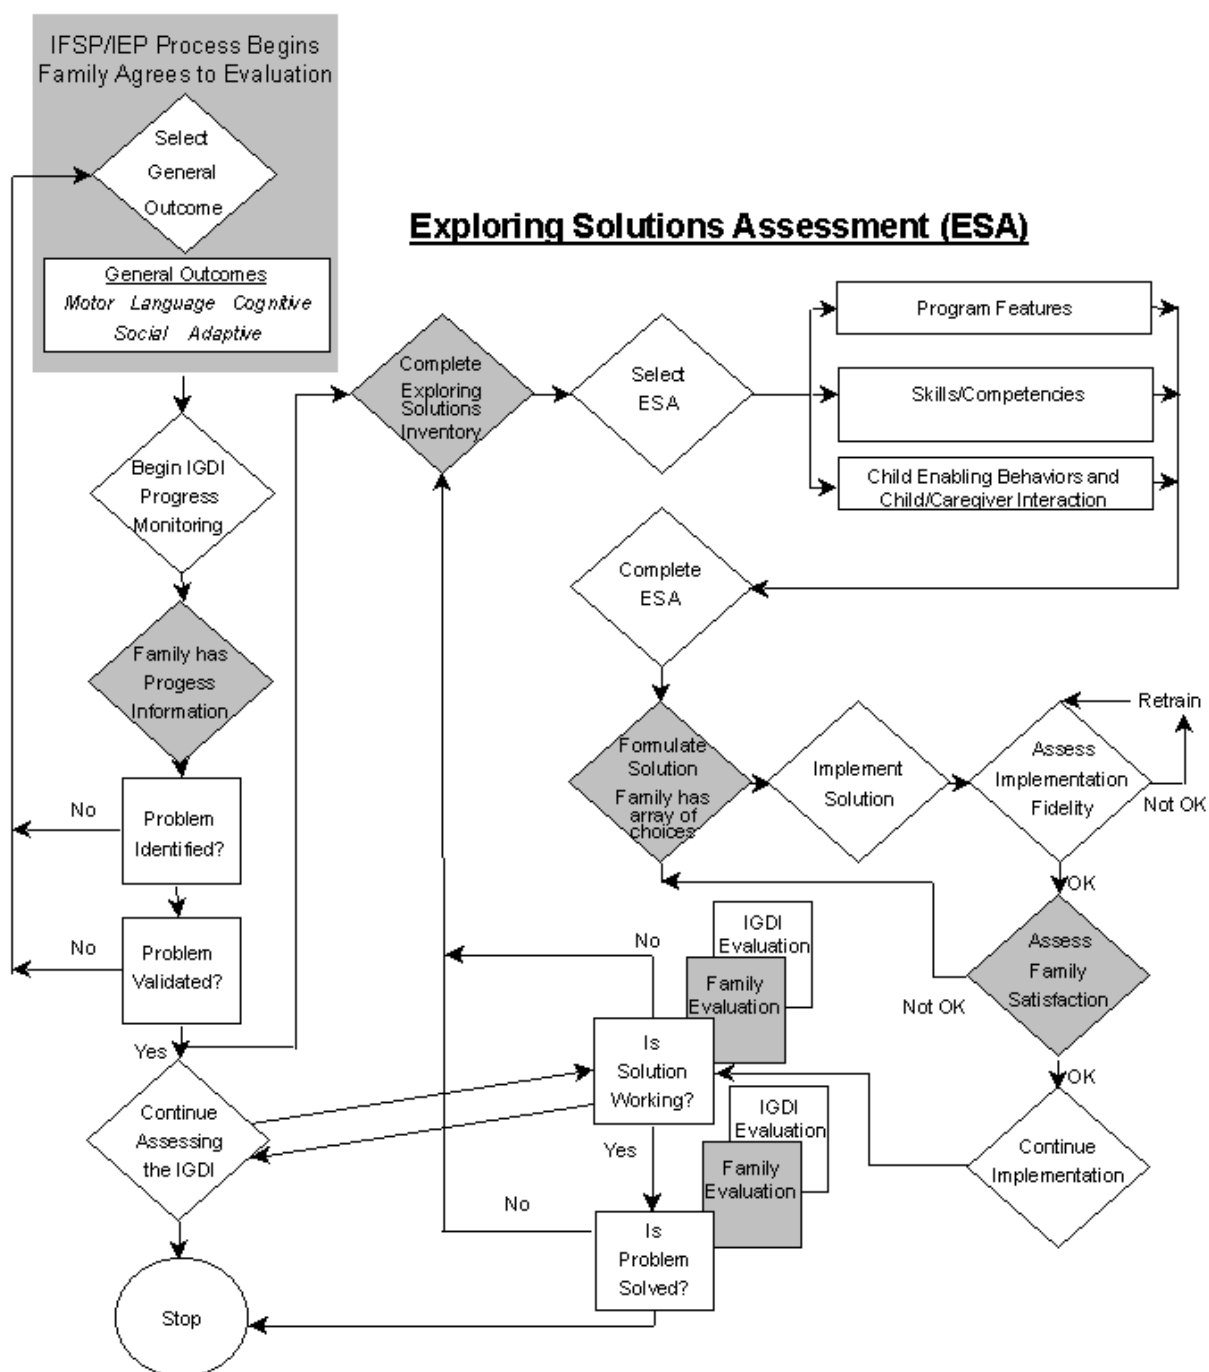 IFSP/IEP Process Begins
Family Agrees to Evaluation
Select
General
Outcome
General Outcomes
Motor Language Cognitive
Social Adaptive
Exploring Solutions Assessment (ESA)
Complete
Exploring
Solutions
Inventory
Select
ESA
Program Features
Skills/Competencies
Child Enabling Behaviors and
Child/Caregiver Interaction
Begin IGDI
Progress
Monitoring
Complete
ESA
Family has
Progess
Information
Formulate
Solution
Family has
array of
choices
Implement
Solution
Assess
Implementation
Fidelity
Retrain
Not OK
No
Problem
Identified?
OK
No
Problem
Validated?
Yes
Assess
Family
Satisfaction
Not OK
OK
Continue
Implementation
No
IGDI
Evaluation
Family
Evaluation
Is
Solution
Working?
Continue
Assessing
the IGDI
Yes
IGDI
Evaluation
Family
Evaluation
No
Is
Problem
Solved?
Stop